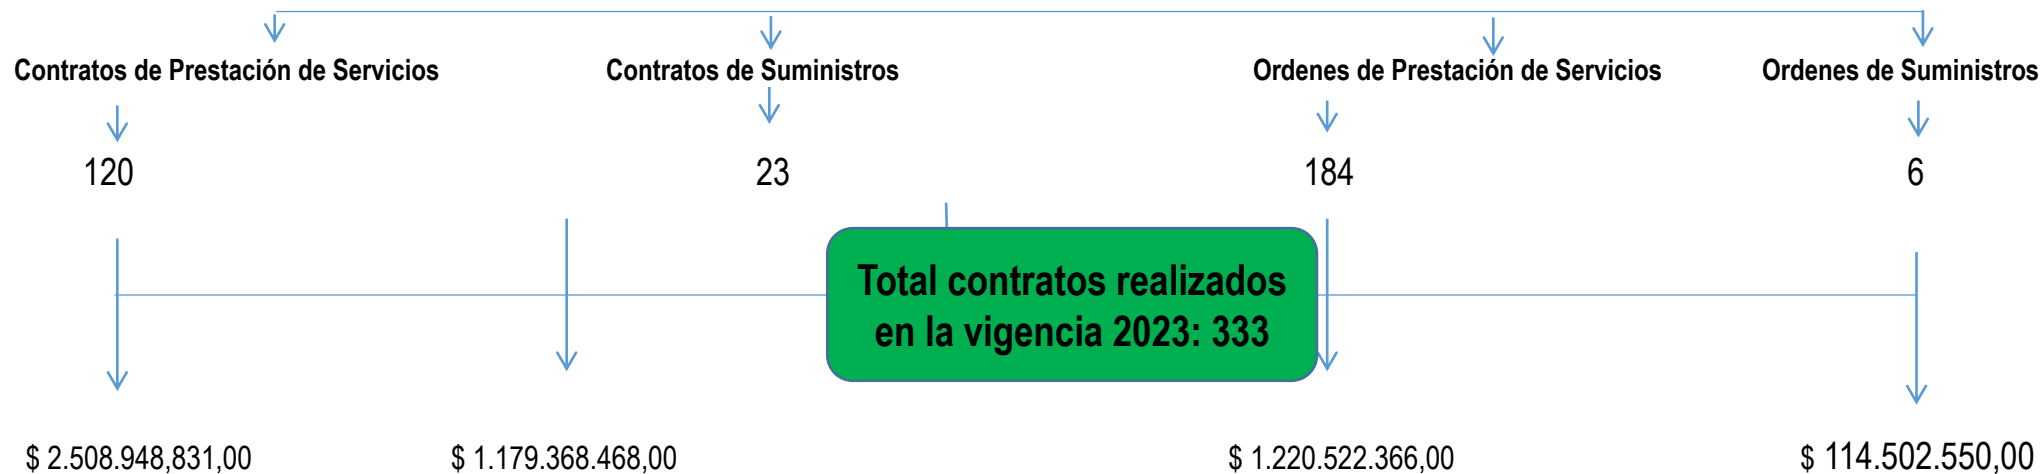 Contratos de Prestación de Servicios
Contratos de Suministros
Ordenes de Prestación de Servicios
Ordenes de Suministros
120
23
184
6
Total contratos realizados
en la vigencia 2023: 333
$ 2.508.948,831,00
$ 1.179.368.468,00
$ 1.220.522.366,00
$ 114.502.550,00